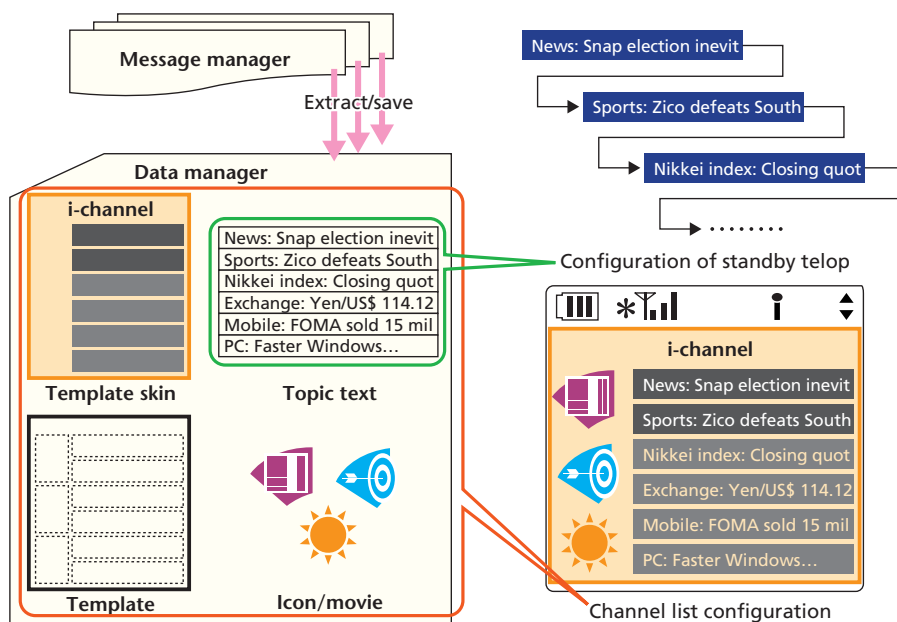 Message manager
Extract/save
Data manager
i-channel
Template skin
News: Snap election inevit
Sports: Zico defeats South
Nikkei index: Closing quot
Exchange: Yen/US$ 114.12
Mobile: FOMA sold 15 mil
PC: Faster Windows…
Topic text
Template
Icon/movie
News: Snap election inevit
Sports: Zico defeats South
Nikkei index: Closing quot
········
Configuration of standby telop
i-channel
News: Snap election inevit
Sports: Zico defeats South
Nikkei index: Closing quot
Exchange: Yen/US$ 114.12
Mobile: FOMA sold 15 mil
PC: Faster Windows…
Channel list configuration